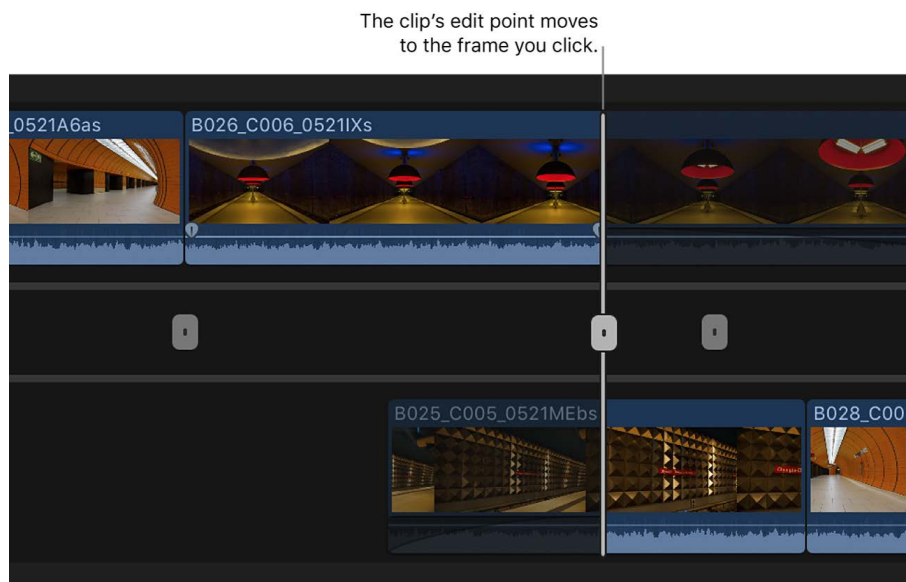 The clip’s edit point moves
to the frame you click.
_0521A6as
B026_C006_0521IXs
B025_C005_0521MEbs
B028_C00